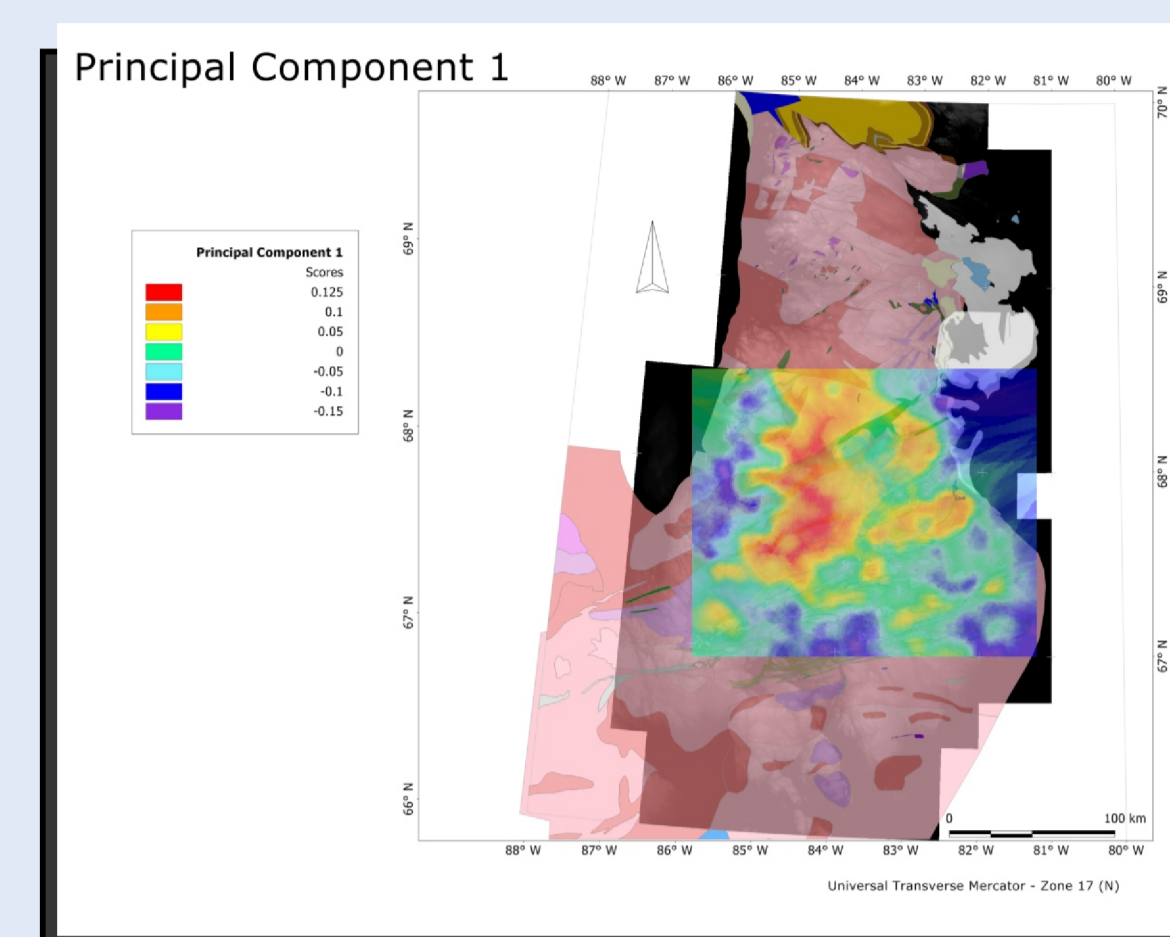 Principal Component 1
88° W 87° W 86° W 85° W 84° W 83° W 82° W 81° W 80° W
70° N
69° N
69° N
Principal Component 1
Scores
0.125
0.1
0.05
0
-0.05
-0.1
-0.15
68° N
68° N
67° N
67° N
66° N
0 100 km
88° W 87° W 86° W 85° W 84° W 83° W 82° W 81° W 80° W
Universal Transverse Mercator - Zone 17 (N)